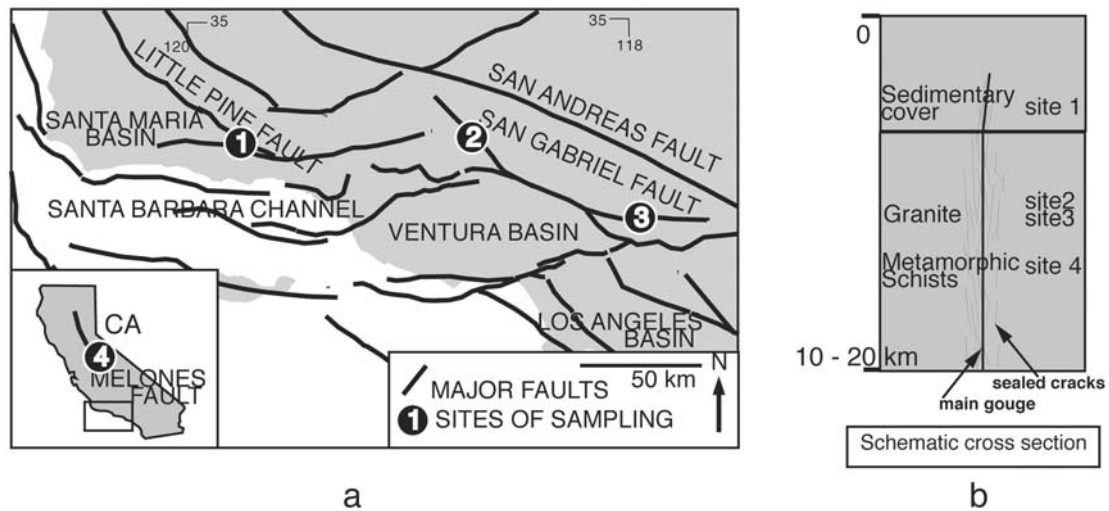 35
120
35
118
LITTLE PINE FAULT
SAN ANDREAS FAULT
SANTA MARIA
BASIN
1
2
SAN GABRIEL FAULT
3
SANTA BARBARA CHANNEL
VENTURA BASIN
LOS ANGELES
BASIN
CA
4
MELONES
FAULT
50 km
N
MAJOR FAULTS
1 SITES OF SAMPLING
a
0
Sedimentary
cover
site 1
Granite
site2
site3
Metamorphic
Schists
site 4
10 - 20 km
sealed cracks
main gouge
Schematic cross section
b